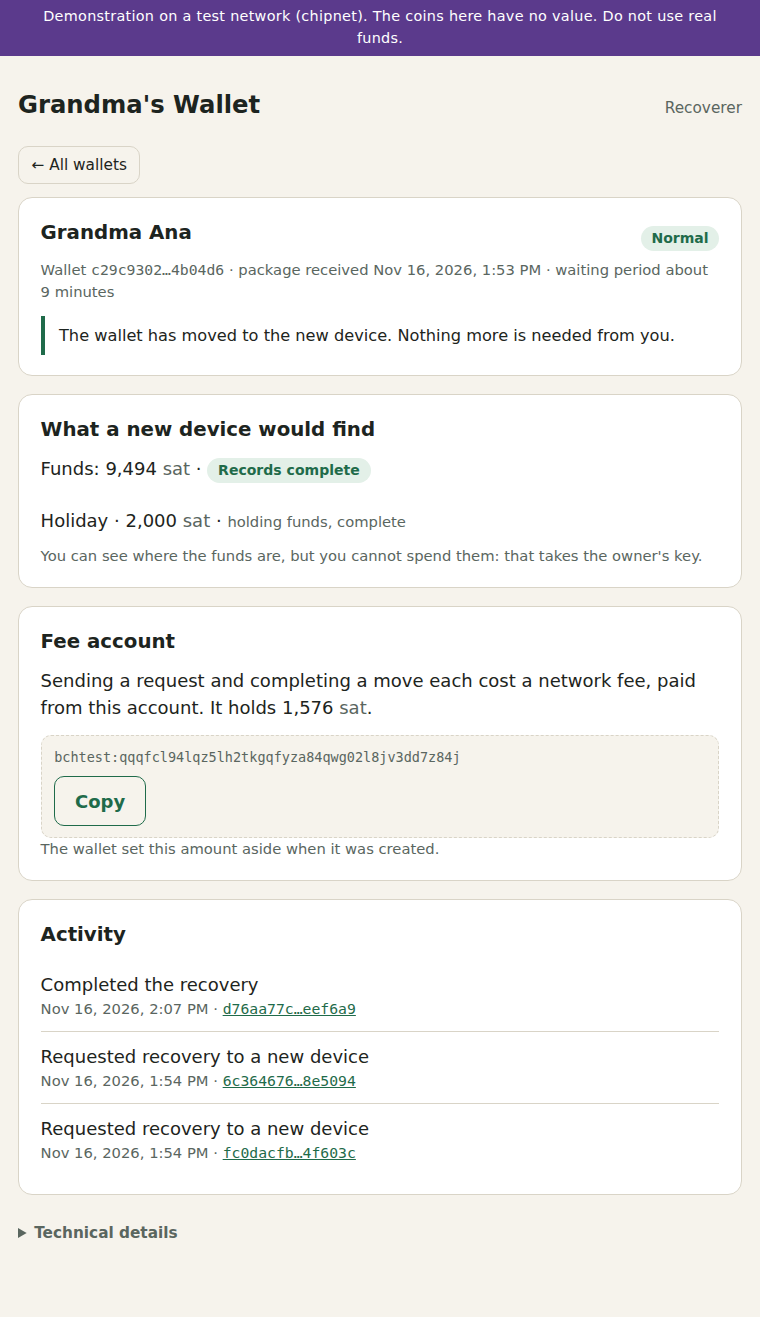 Demonstration on a test network (chipnet). The coins here have no value. Do not use real
funds.
Grandma's Wallet
Recoverer
← All wallets
Grandma Ana
Normal
Wallet c29c9302…4b04d6 · package received Nov 16, 2026, 1:53 PM · waiting period about
9 minutes
The wallet has moved to the new device. Nothing more is needed from you.
What a new device would find
Funds: 9,494 sat · Records complete
Holiday · 2,000 sat · holding funds, complete
You can see where the funds are, but you cannot spend them: that takes the owner's key.
Fee account
Sending a request and completing a move each cost a network fee, paid
from this account. It holds 1,576 sat.
bchtest:qqqfcl94lqz5lh2tkgqfyza84qwg02l8jv3dd7z84j
Copy
The wallet set this amount aside when it was created.
Activity
Completed the recovery
Nov 16, 2026, 2:07 PM · d76aa77c…eef6a9
Requested recovery to a new device
Nov 16, 2026, 1:54 PM · 6c364676…8e5094
Requested recovery to a new device
Nov 16, 2026, 1:54 PM · fc0dacfb…4f603c
▶ Technical details